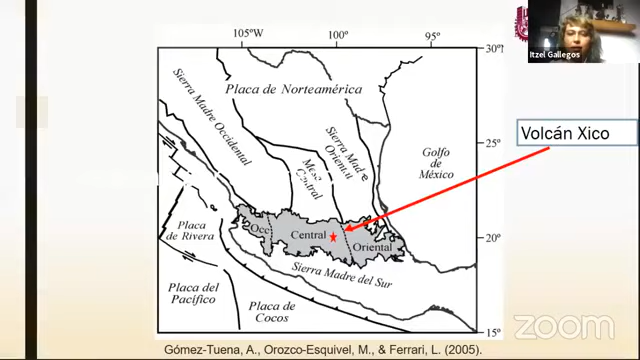 Itzel Gallegos
105°W
100°
95°
30°
Placa de Norteamérica
Sierra Madre Occidental
Sierra Madre
Oriental
Mesa
Central
Golfo
de
México
25°
Volcán Xico
Placa
de Rivera
Occ
Central
Oriental
20°
Sierra Madre del Sur
Placa del
Pacífico
Placa de
Cocos
15°
zoom
Gómez-Tuena, A., Orozco-Esquivel, M., & Ferrari, L. (2005).